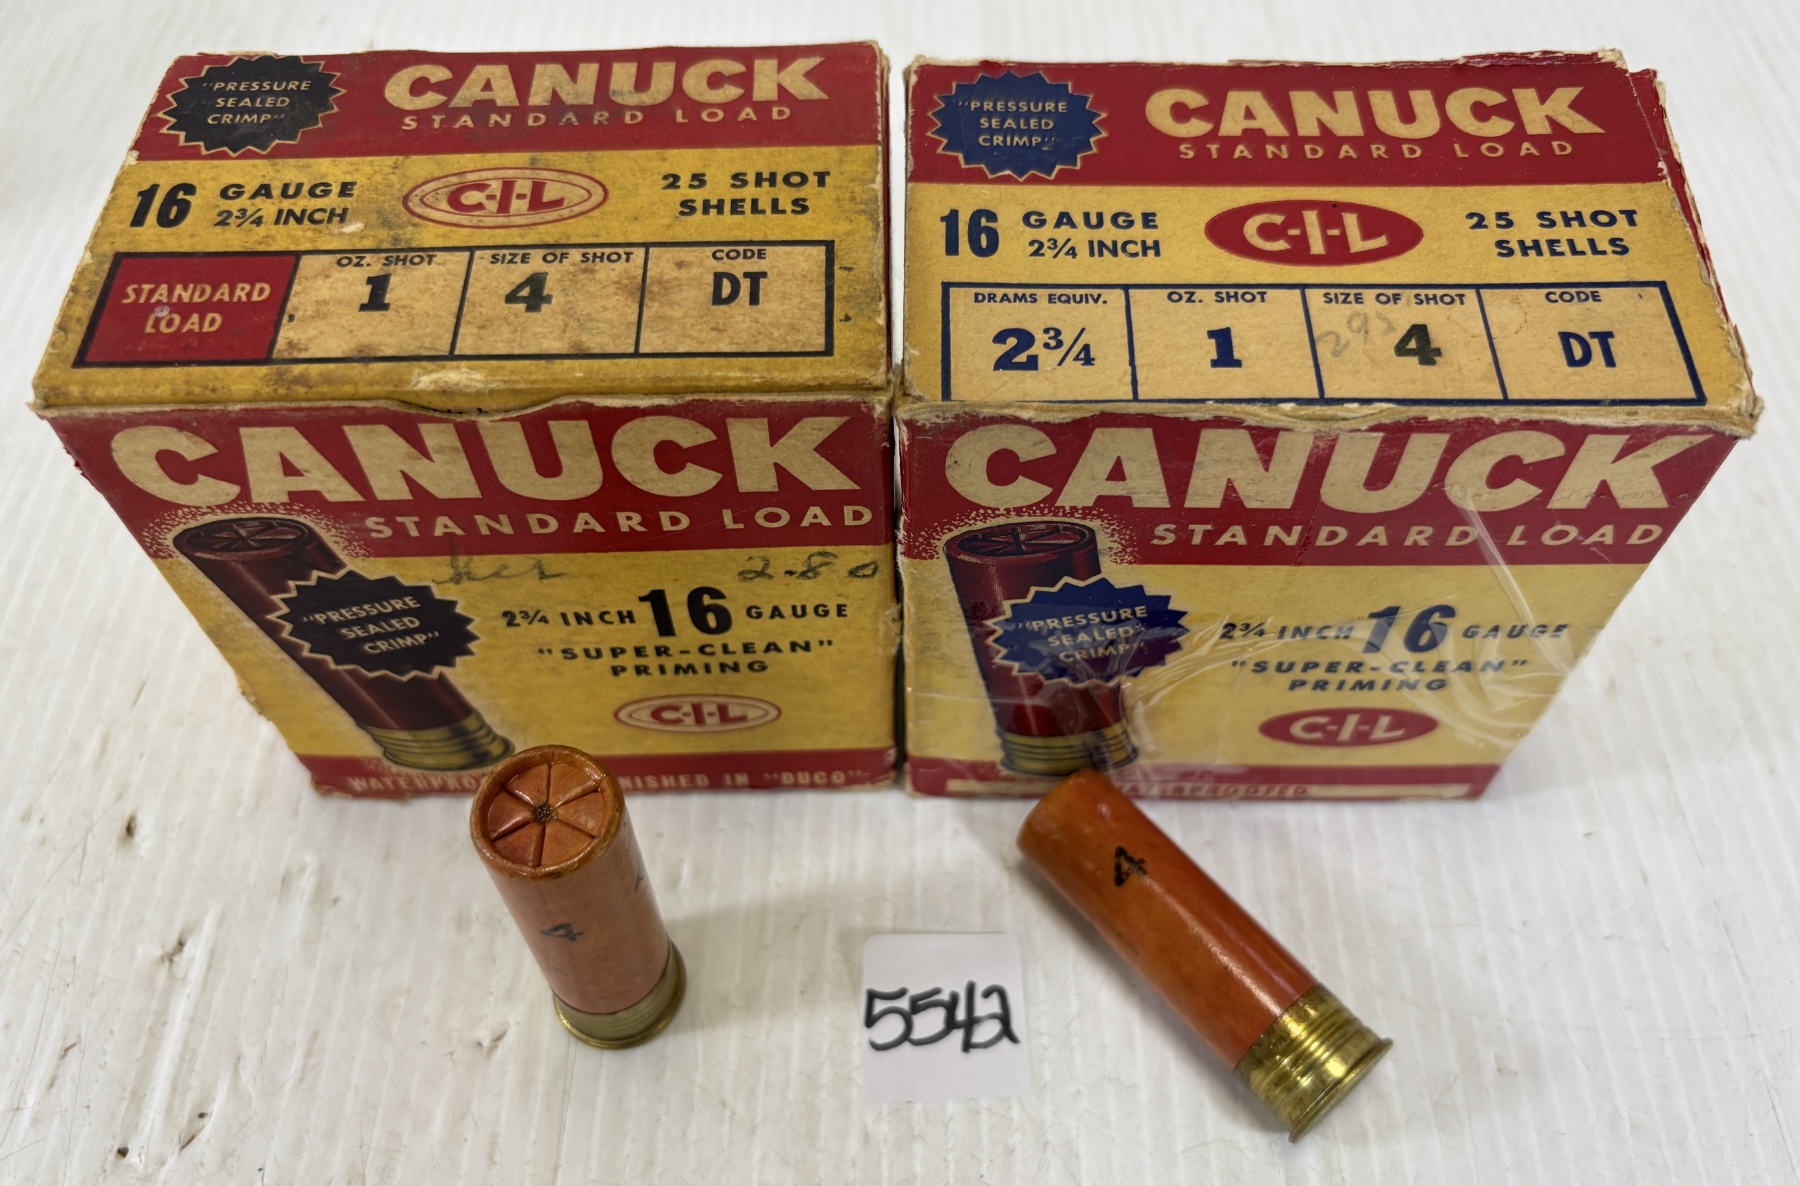 "PRESSURE
SEALED
CRIMP"
CANUCK
STANDARD LOAD
16 GAUGE
2¾ INCH
C-I-L
25 SHOT
SHELLS
STANDARD
LOAD
OZ. SHOT
1
SIZE OF SHOT
4
CODE
DT
CANUCK
STANDARD LOAD
2.80
"PRESSURE
SEALED
CRIMP"
2¾ INCH 16 GAUGE
"SUPER-CLEAN"
PRIMING
C-I-L
"DUCO"
"PRESSURE
SEALED
CRIMP"
CANUCK
STANDARD LOAD
16 GAUGE
2¾ INCH
C-I-L
25 SHOT
SHELLS
DRAMS EQUIV.
2¾
OZ. SHOT
1
SIZE OF SHOT
4
CODE
DT
CANUCK
STANDARD LOAD
"PRESSURE
SEALED
CRIMP"
2¾ INCH 16 GAUGE
"SUPER-CLEAN"
PRIMING
C-I-L
4
4
5542